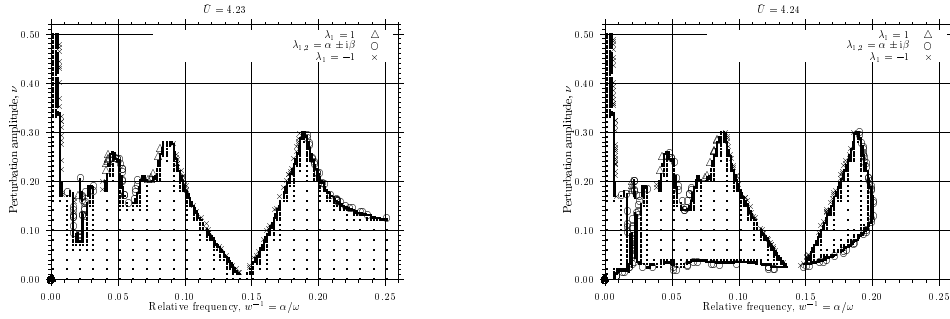 Ū = 4.23
0.50
0.40
0.30
0.20
0.10
0.00
Perturbation amplitude, ν
λ₁ = 1 △
λ₁,₂ = α ± iβ ○
λ₁ = −1 ×
0.00 0.05 0.10 0.15 0.20 0.25
Relative frequency, w⁻¹ = α/ω
Ū = 4.24
0.50
0.40
0.30
0.20
0.10
0.00
Perturbation amplitude, ν
λ₁ = 1 △
λ₁,₂ = α ± iβ ○
λ₁ = −1 ×
0.00 0.05 0.10 0.15 0.20 0.25
Relative frequency, w⁻¹ = α/ω